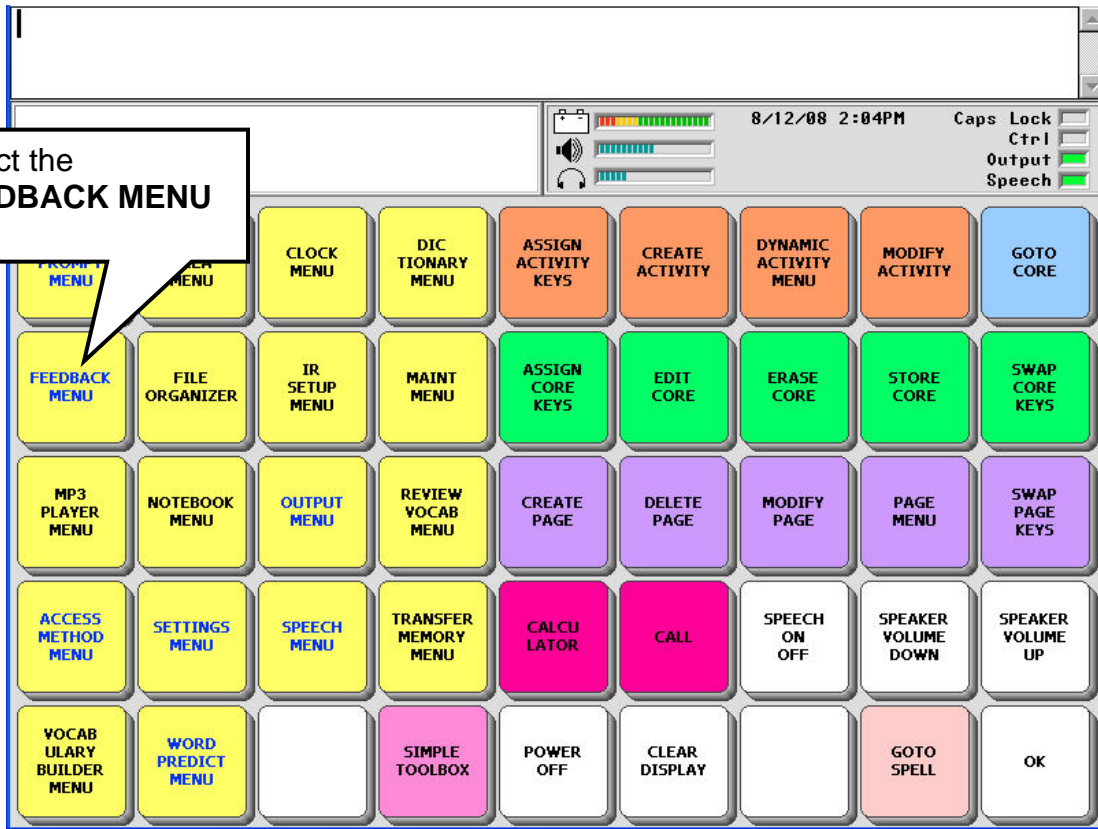 8/12/08 2:04PM
Caps Lock
Ctrl
Output
Speech
ct the
DBACK MENU
PROMPT
MENU
MENU
CLOCK
MENU
DIC
TIONARY
MENU
ASSIGN
ACTIVITY
KEYS
CREATE
ACTIVITY
DYNAMIC
ACTIVITY
MENU
MODIFY
ACTIVITY
GOTO
CORE
FEEDBACK
MENU
FILE
ORGANIZER
IR
SETUP
MENU
MAINT
MENU
ASSIGN
CORE
KEYS
EDIT
CORE
ERASE
CORE
STORE
CORE
SWAP
CORE
KEYS
MP3
PLAYER
MENU
NOTEBOOK
MENU
OUTPUT
MENU
REVIEW
VOCAB
MENU
CREATE
PAGE
DELETE
PAGE
MODIFY
PAGE
PAGE
MENU
SWAP
PAGE
KEYS
ACCESS
METHOD
MENU
SETTINGS
MENU
SPEECH
MENU
TRANSFER
MEMORY
MENU
CALCU
LATOR
CALL
SPEECH
ON
OFF
SPEAKER
VOLUME
DOWN
SPEAKER
VOLUME
UP
VOCAB
ULARY
BUILDER
MENU
WORD
PREDICT
MENU
SIMPLE
TOOLBOX
POWER
OFF
CLEAR
DISPLAY
GOTO
SPELL
OK